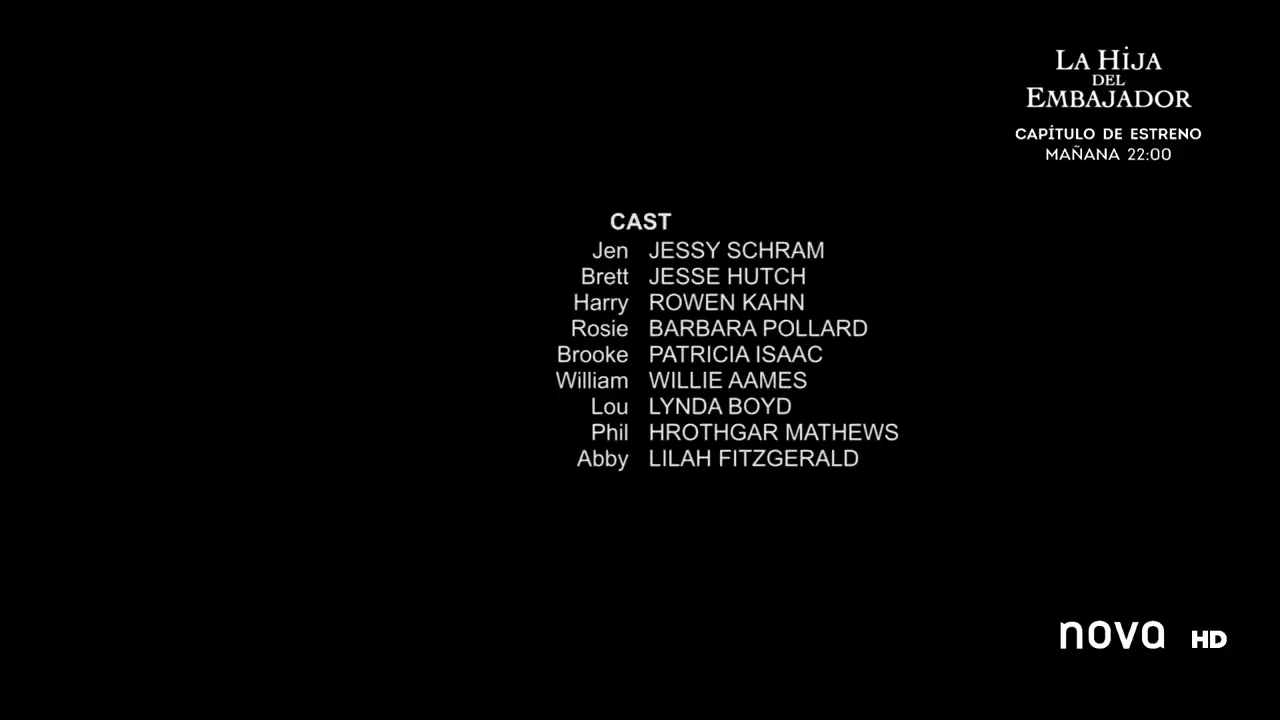 LA HIJA
DEL
EMBAJADOR
CAPÍTULO DE ESTRENO
MAÑANA 22:00
CAST
Jen JESSY SCHRAM
Brett JESSE HUTCH
Harry ROWEN KAHN
Rosie BARBARA POLLARD
Brooke PATRICIA ISAAC
William WILLIE AAMES
Lou LYNDA BOYD
Phil HROTHGAR MATHEWS
Abby LILAH FITZGERALD
nova HD